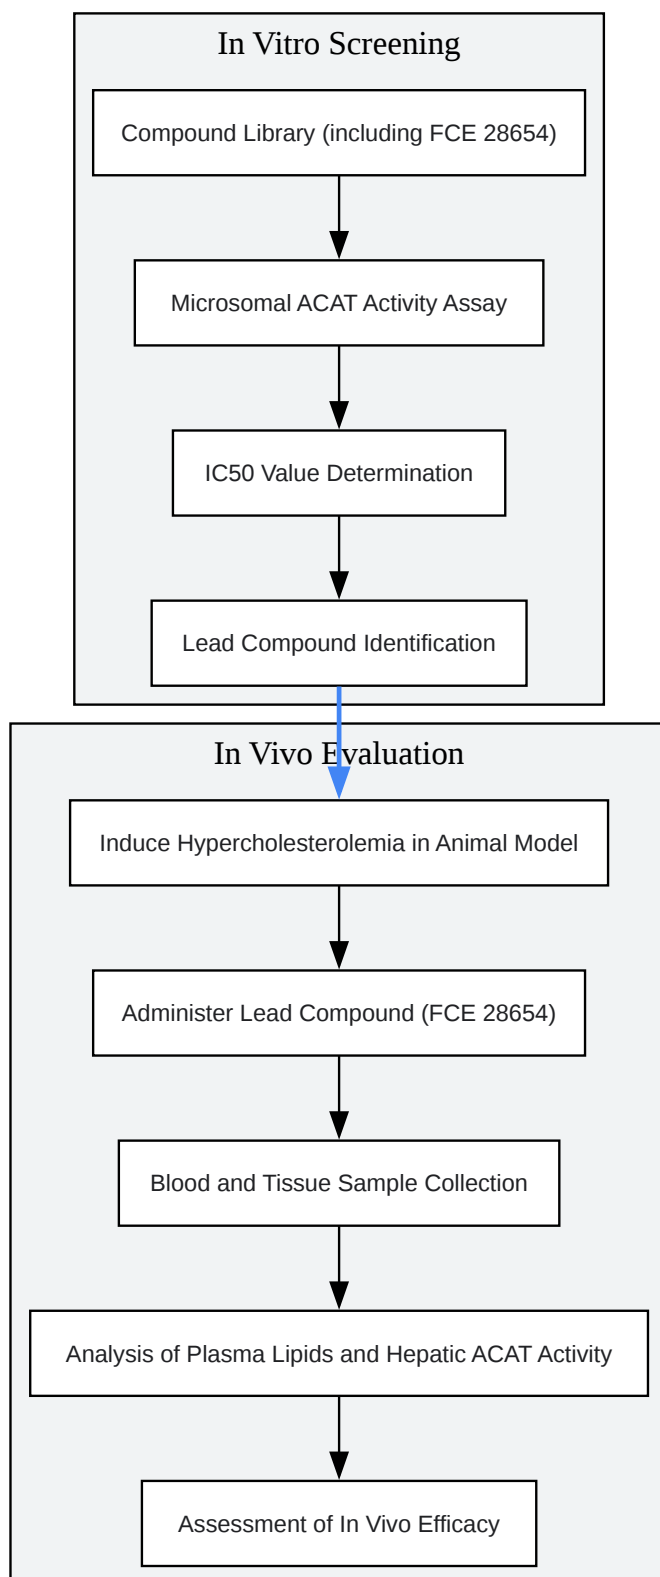 In Vitro Screening
Compound Library (including FCE 28654)
Microsomal ACAT Activity Assay
IC50 Value Determination
Lead Compound Identification
In Vivo Evaluation
Induce Hypercholesterolemia in Animal Model
Administer Lead Compound (FCE 28654)
Blood and Tissue Sample Collection
Analysis of Plasma Lipids and Hepatic ACAT Activity
Assessment of In Vivo Efficacy